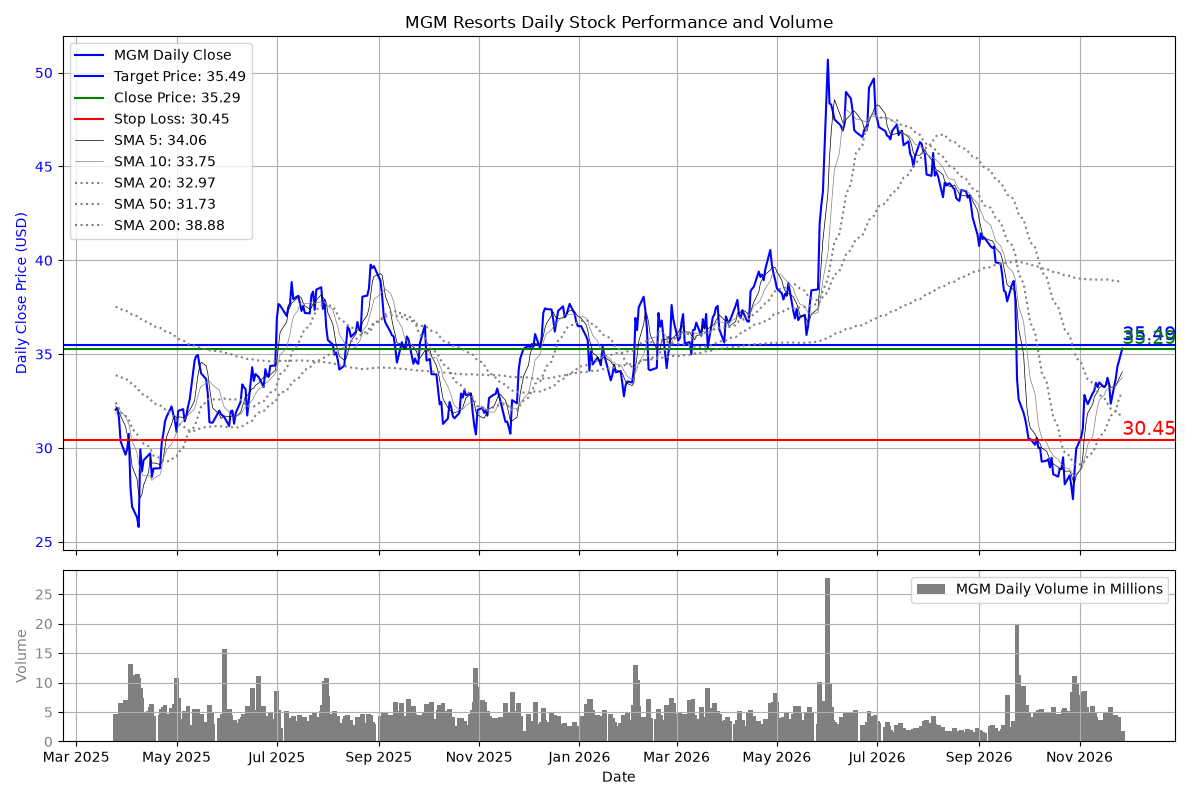 MGM Resorts Daily Stock Performance and Volume
MGM Daily Close
Target Price: 35.49
Close Price: 35.29
Stop Loss: 30.45
SMA 5: 34.06
SMA 10: 33.75
SMA 20: 32.97
SMA 50: 31.73
SMA 200: 38.88
Daily Close Price (USD)
50
45
40
35
30
25
35.49
35.29
30.45
MGM Daily Volume in Millions
Volume
25
20
15
10
5
0
Mar 2025 May 2025 Jul 2025 Sep 2025 Nov 2025 Jan 2026 Mar 2026 May 2026 Jul 2026 Sep 2026 Nov 2026
Date